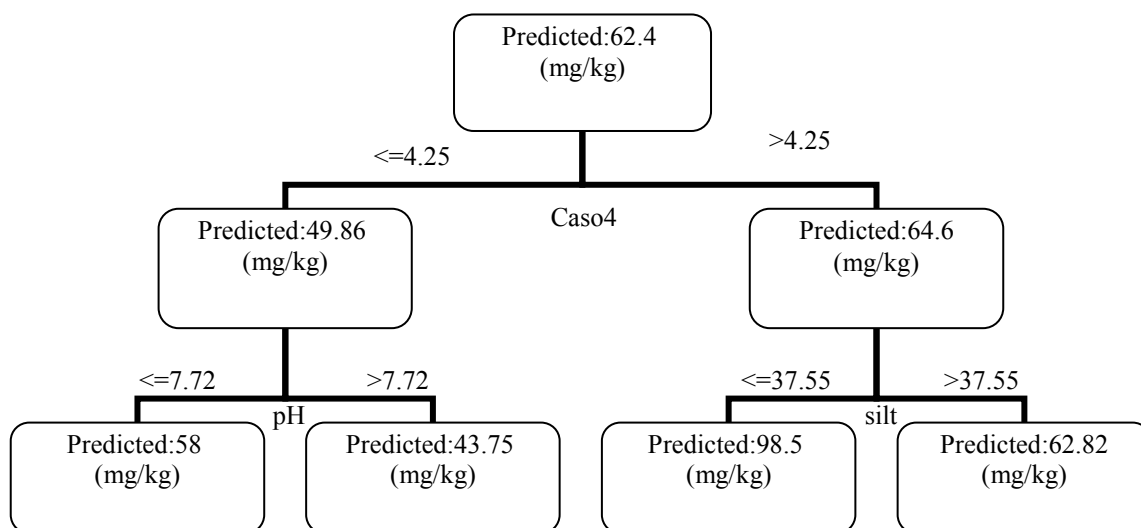 Predicted:62.4
(mg/kg)
<=4.25
>4.25
Caso4
Predicted:49.86
(mg/kg)
Predicted:64.6
(mg/kg)
<=7.72
>7.72
<=37.55
>37.55
pH
silt
Predicted:58
(mg/kg)
Predicted:43.75
(mg/kg)
Predicted:98.5
(mg/kg)
Predicted:62.82
(mg/kg)